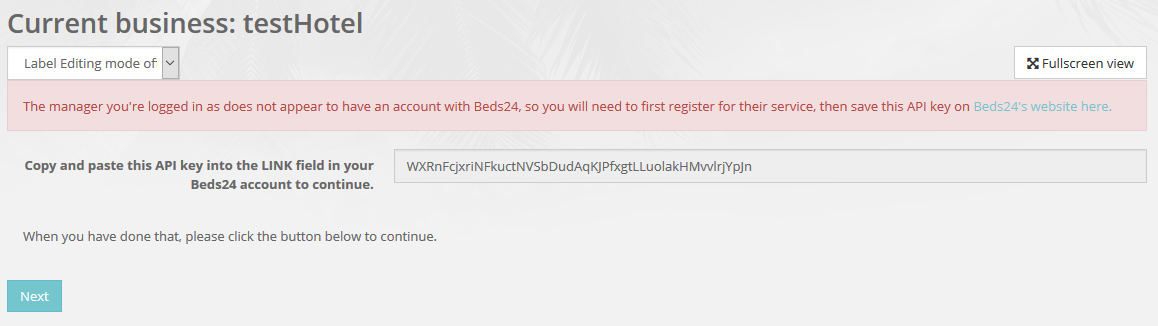 Current business: testHotel
Label Editing mode of
Fullscreen view
The manager you're logged in as does not appear to have an account with Beds24, so you will need to first register for their service, then save this API key on Beds24's website here.
Copy and paste this API key into the LINK field in your
Beds24 account to continue.
WXRnFcjxriNFkuctNVSbDudAqKJPfxgtLLuolakHMvvlrjYpJn
When you have done that, please click the button below to continue.
Next